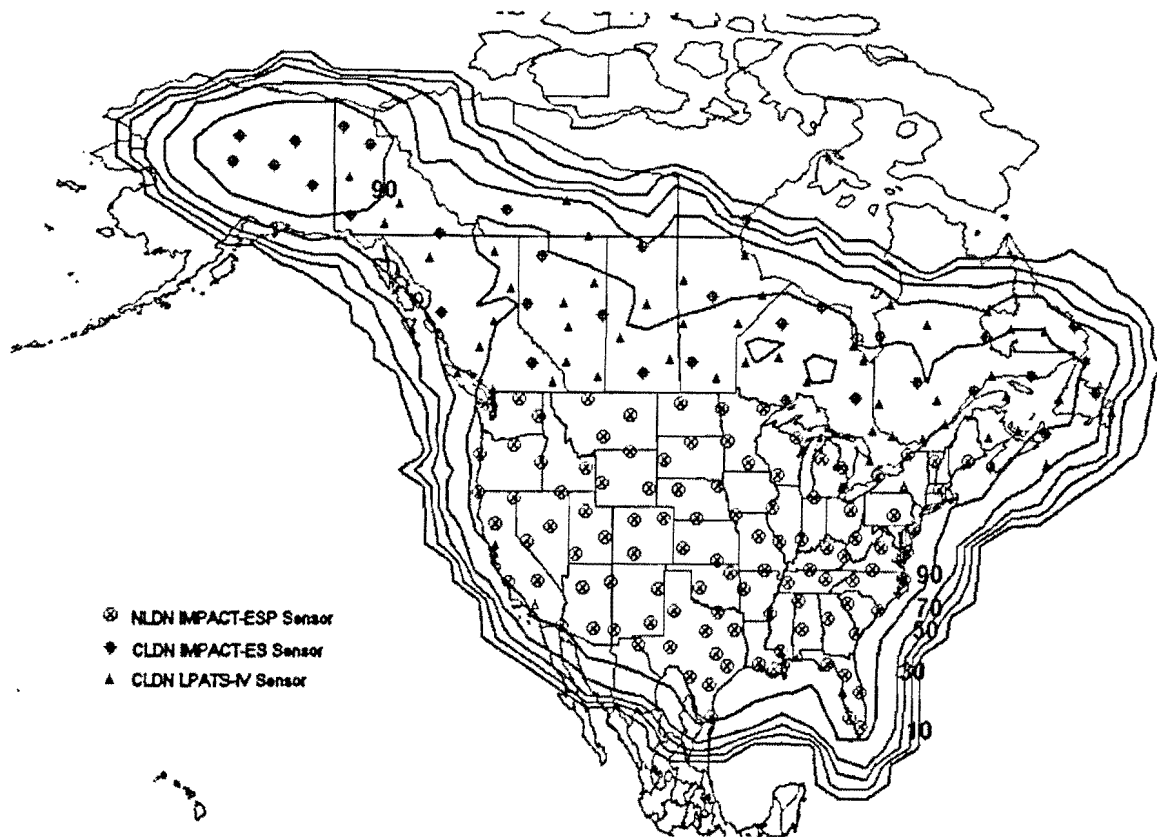 90
NLDN IMPACT-ESP Sensor
CLDN IMPACT-ES Sensor
CLDN LPATS-IV Sensor
90
70
50
30
10